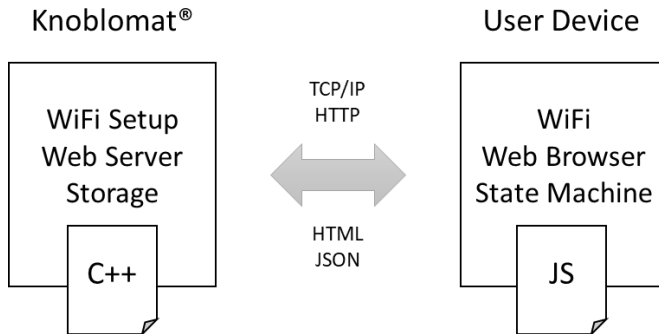 Knoblomat®
User Device
WiFi Setup
Web Server
Storage
C++
TCP/IP
HTTP
HTML
JSON
WiFi
Web Browser
State Machine
JS